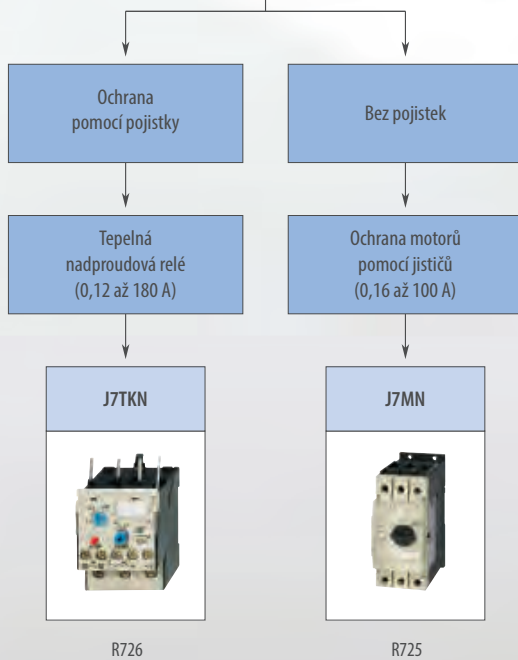 Ochrana
pomocí pojistky
Bez pojistek
Tepelná
nadproudová relé
(0,12 až 180 A)
Ochrana motorů
pomocí jističů
(0,16 až 100 A)
J7TKN
J7MN
R726
R725